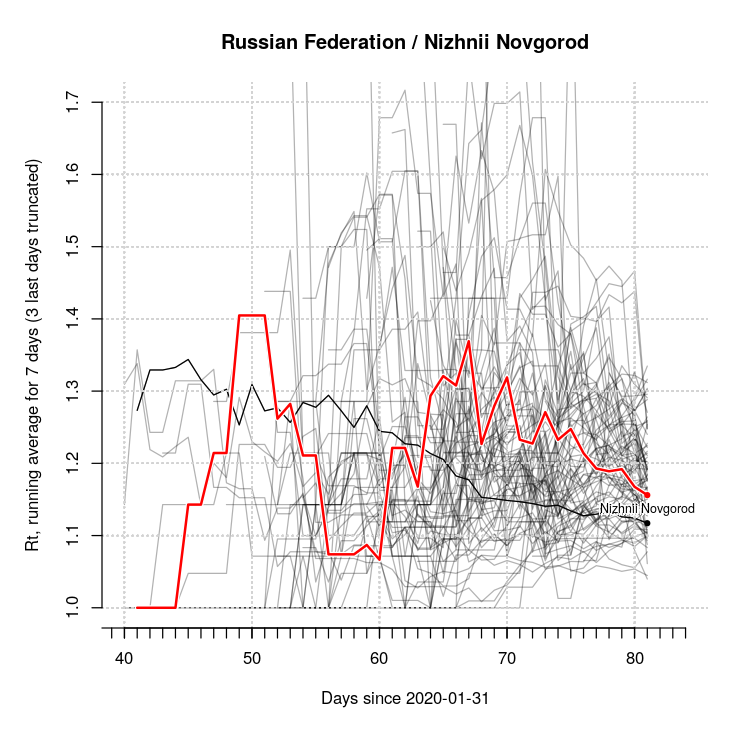 Russian Federation / Nizhnii Novgorod
Rt, running average for 7 days (3 last days truncated)
1.7
1.6
1.5
1.4
1.3
1.2
1.1
1.0
Nizhnii Novgorod
40 50 60 70 80
Days since 2020-01-31